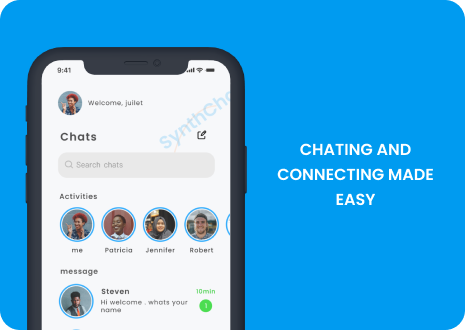 9:41
Welcome, juliet
SynthCha
Chats
Search chats
Activities
me
Patricia
Jennifer
Robert
message
Steven
10min
Hi welcome . whats your
name
1
CHATING AND
CONNECTING MADE
EASY